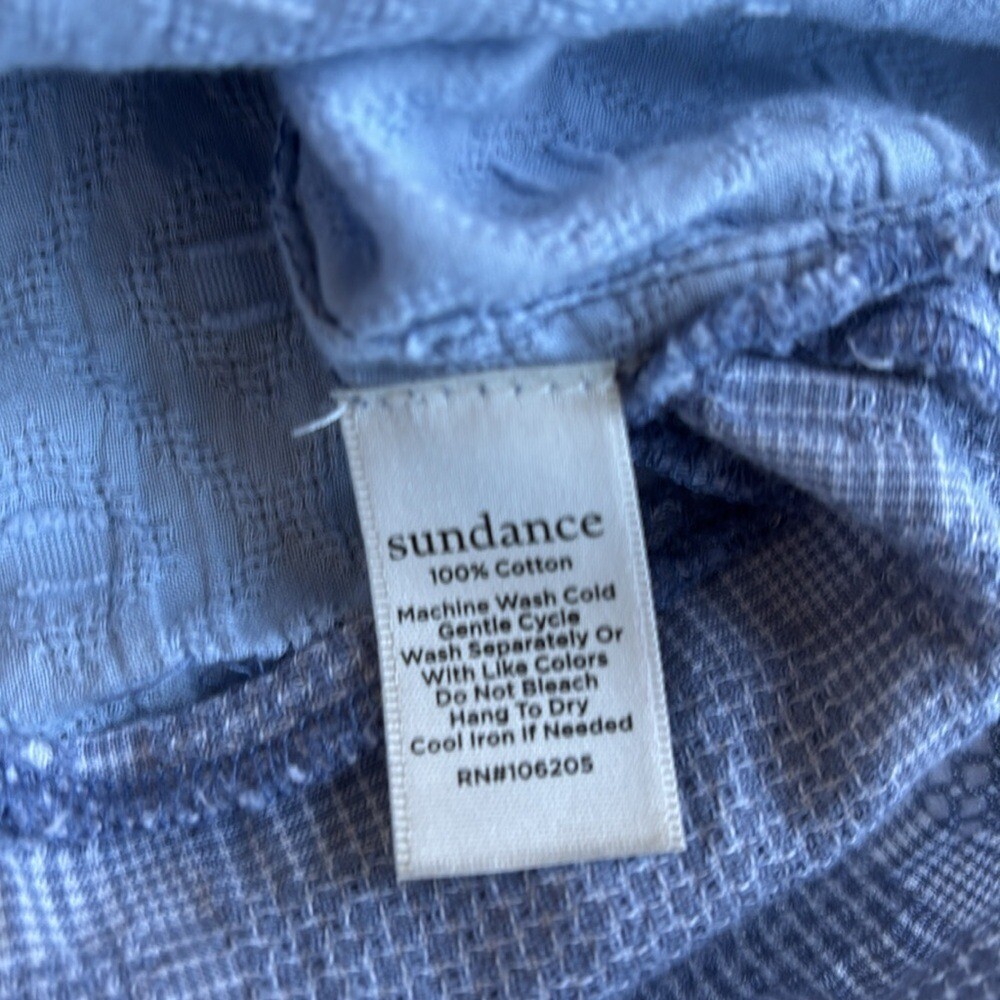 sundance
100% Cotton
Machine Wash Cold
Gentle Cycle
Wash Separately Or
With Like Colors
Do Not Bleach
Hang To Dry
Cool Iron If Needed
RN#106205